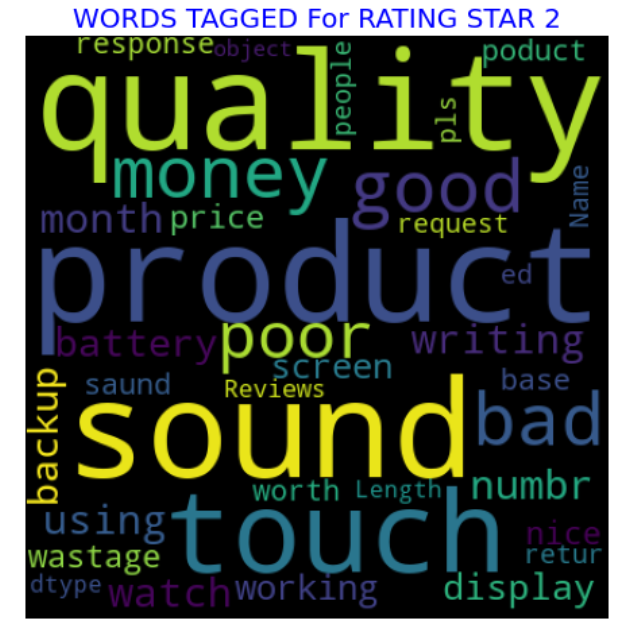 WORDS TAGGED For RATING STAR 2
response
object
people
poduct
quality
pls
money
good
Name
month
price
request
product
ed
battery
poor
writing
screen
saund
Reviews
base
backup
sound
bad
worth
Length
numbr
using
touch
nice
wastage
retur
dtype
watch
working
display